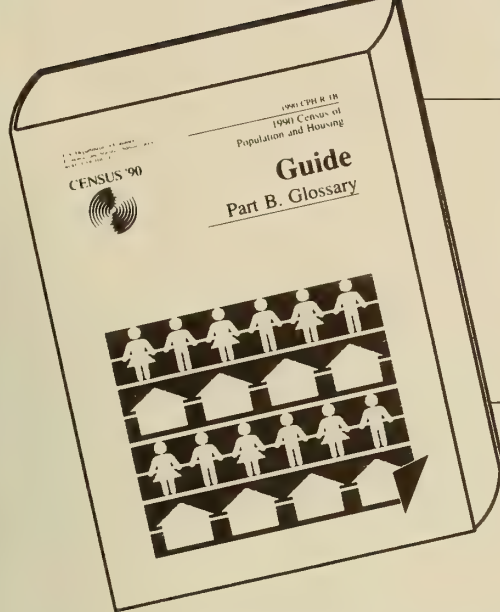 1990 CPH-R-1B
1990 Census of
Population and Housing
CENSUS '90
Guide
Part B. Glossary